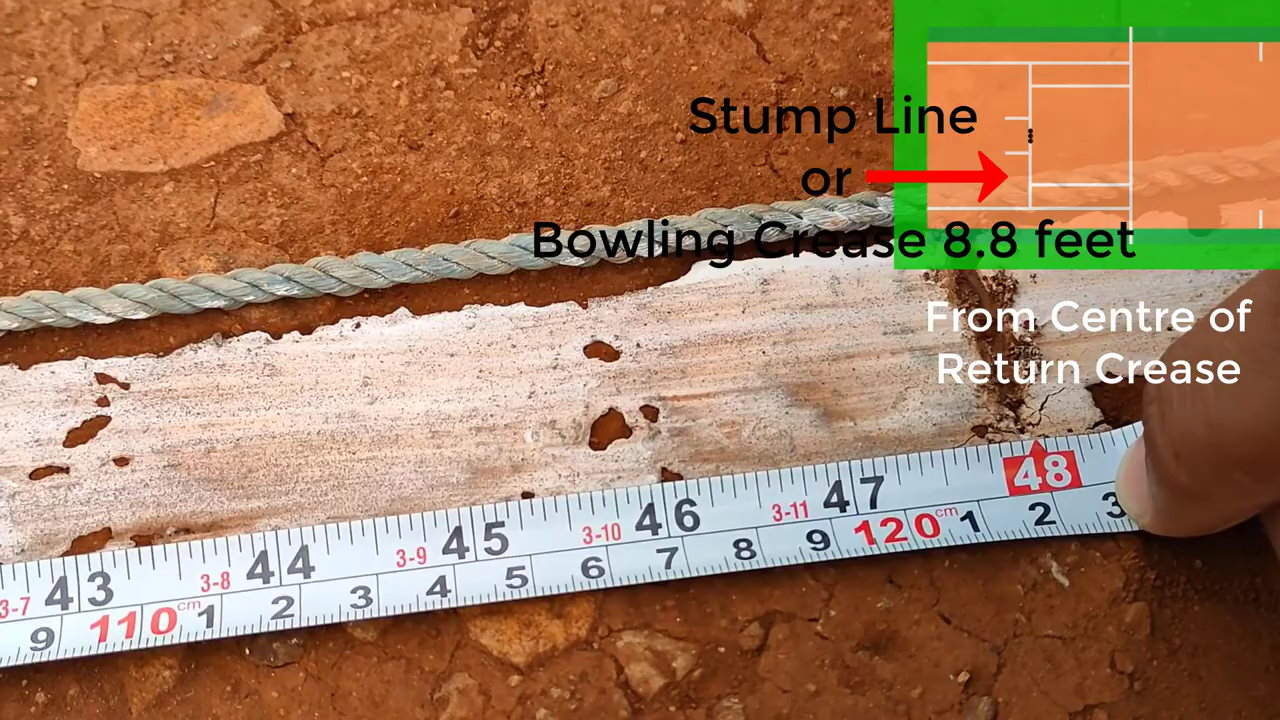 Stump Line
or
Bowling Crease 8.8 feet
From Centre of
Return Crease
3-7 43 3-8 44 3-9 45 3-10 46 3-11 47 48
9 110cm 1 2 3 4 5 6 7 8 9 120cm 1 2 3